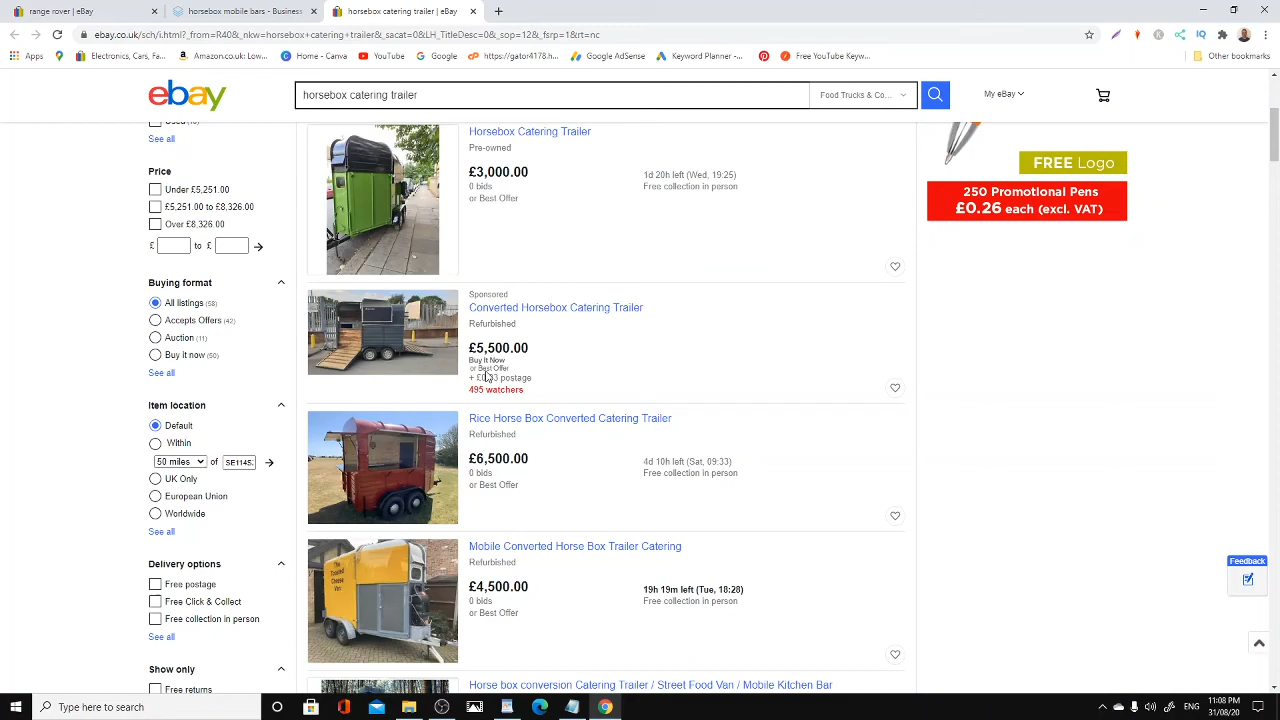 range rover | eBay
horsebox mobile bars - Business
horsebox catering trailer | eBay
ebay.co.uk/sch/i.html?_from=R40&_nkw=horsebox+catering+trailer&_sacat=0&LH_TitleDesc=0&_sop=12&_fsrp=1&rt=nc
Apps
Electronics, Cars, Fa...
Amazon.co.uk: Low...
Home - Canva
YouTube
Google
https://gator4178.h...
Google AdSense
Keyword Planner -...
Free YouTube Keyw...
Other bookmarks
ebay
horsebox catering trailer
Food Trucks & Co...
My eBay
See all
Price
Under £5,251.00
£5,251.00 to £8,326.00
Over £8,326.00
£ to £
Buying format
All listings (58)
Accepts Offers (42)
Auction (11)
Buy it now (50)
See all
Item location
Default
Within
50 miles of SE1145
UK Only
European Union
Worldwide
See all
Delivery options
Free postage
Free Click & Collect
Free collection in person
See all
Show only
Free returns
Horsebox Catering Trailer
Pre-owned
£3,000.00
0 bids
or Best Offer
1d 20h left (Wed, 19:25)
Free collection in person
Sponsored
Converted Horsebox Catering Trailer
Refurbished
£5,500.00
Buy It Now
or Best Offer
postage
495 watchers
Rice Horse Box Converted Catering Trailer
Refurbished
£6,500.00
0 bids
or Best Offer
4d 10h left (Sat, 09:33)
Free collection in person
Mobile Converted Horse Box Trailer Catering
Refurbished
£4,500.00
0 bids
or Best Offer
19h 19m left (Tue, 18:28)
Free collection in person
Horse box conversion Catering Trailer / Street Food Van / Mobile Kitchen Bar
FREE Logo
250 Promotional Pens
£0.26 each (excl. VAT)
Feedback
Type here to search
ENG
11:08 PM
31/08/20